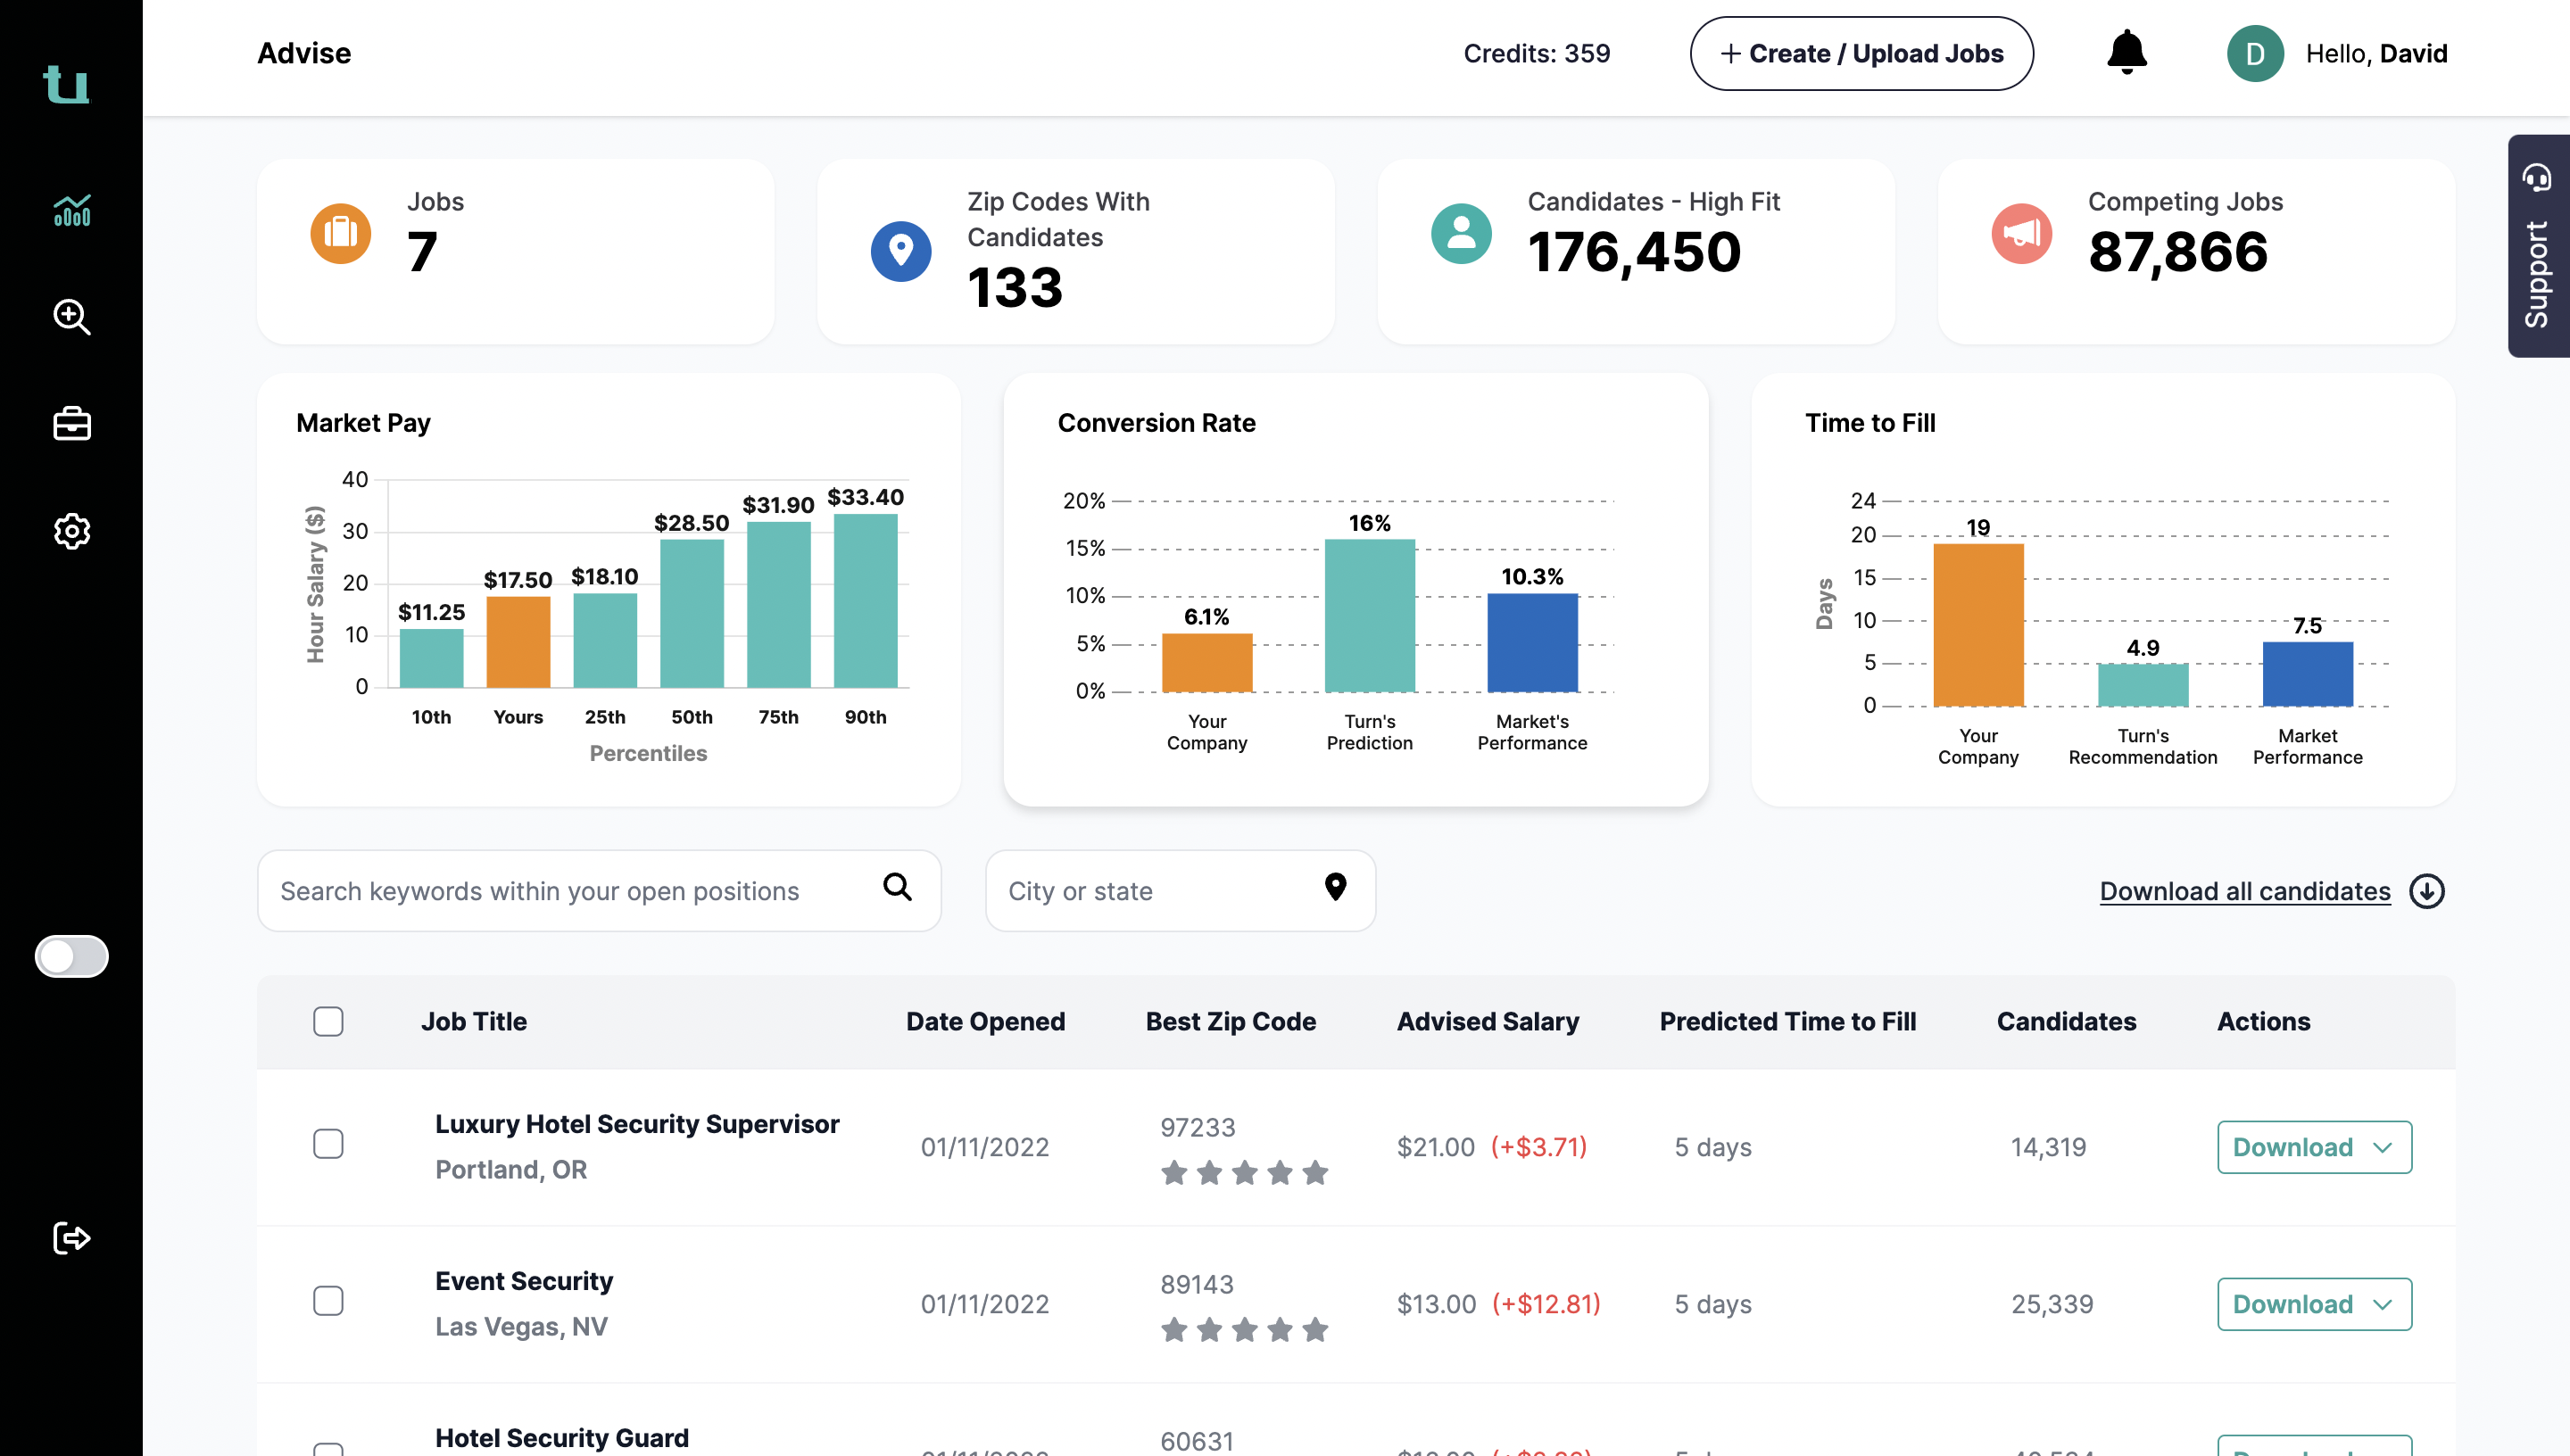 tu
Advise
Credits: 359
+ Create / Upload Jobs
D
Hello, David
Support
Jobs
7
Zip Codes With
Candidates
133
Candidates - High Fit
176,450
Competing Jobs
87,866
Market Pay
Hour Salary ($)
40
30
20
10
0
$11.25
$17.50
$18.10
$28.50
$31.90
$33.40
10th Yours 25th 50th 75th 90th
Percentiles
Conversion Rate
20%
15%
10%
5%
0%
6.1%
16%
10.3%
Your
Company
Turn's
Prediction
Market's
Performance
Time to Fill
Days
24
20
15
10
5
0
19
4.9
7.5
Your
Company
Turn's
Recommendation
Market
Performance
Search keywords within your open positions
City or state
Download all candidates
Job Title Date Opened Best Zip Code Advised Salary Predicted Time to Fill Candidates Actions
Luxury Hotel Security Supervisor
Portland, OR
01/11/2022
97233
$21.00 (+$3.71)
5 days
14,319
Download
Event Security
Las Vegas, NV
01/11/2022
89143
$13.00 (+$12.81)
5 days
25,339
Download
Hotel Security Guard
60631